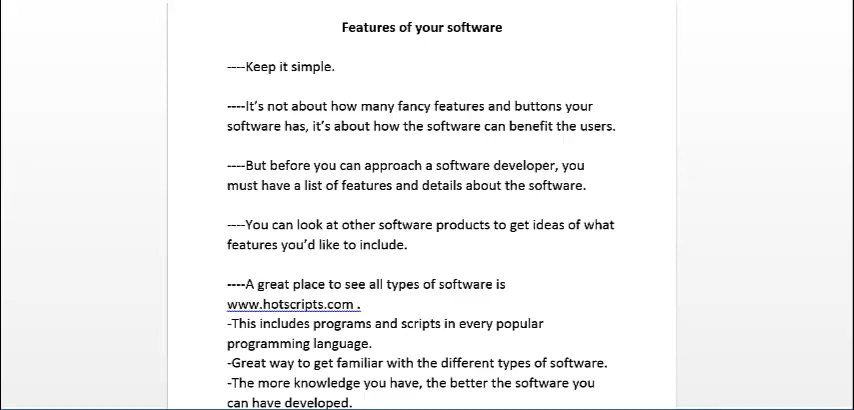 Features of your software
----Keep it simple.
----It's not about how many fancy features and buttons your
software has, it's about how the software can benefit the users.
----But before you can approach a software developer, you
must have a list of features and details about the software.
----You can look at other software products to get ideas of what
features you'd like to include.
----A great place to see all types of software is
www.hotscripts.com .
-This includes programs and scripts in every popular
programming language.
-Great way to get familiar with the different types of software.
-The more knowledge you have, the better the software you
can have developed.